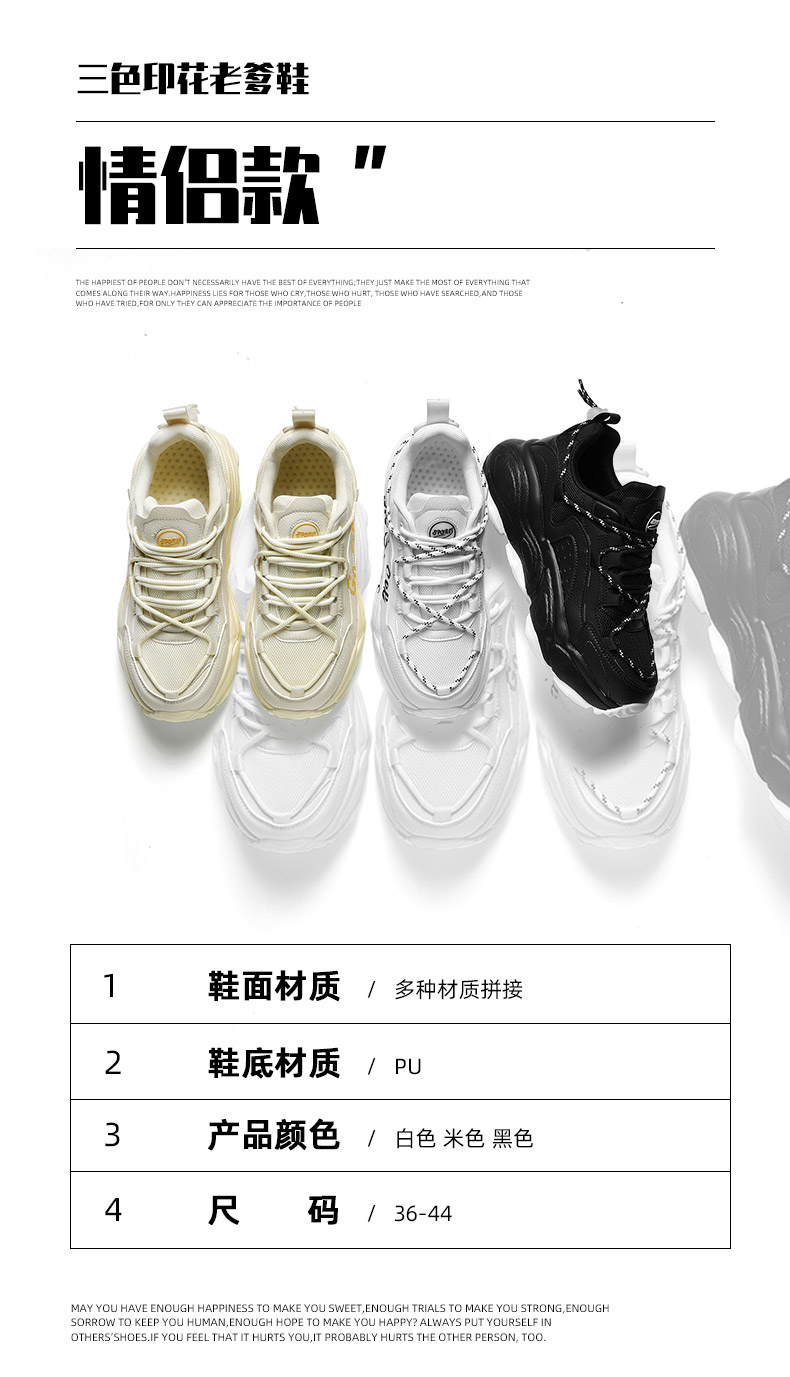 三色印花老爹鞋
情侣款 "
THE HAPPIEST OF PEOPLE DON'T NECESSARILY HAVE THE BEST OF EVERYTHING;THEY JUST MAKE THE MOST OF EVERYTHING THAT
COMES ALONG THEIR WAY.HAPPINESS LIES FOR THOSE WHO CRY,THOSE WHO HURT, THOSE WHO HAVE SEARCHED,AND THOSE
WHO HAVE TRIED,FOR ONLY THEY CAN APPRECIATE THE IMPORTANCE OF PEOPLE
1 鞋面材质 / 多种材质拼接
2 鞋底材质 / PU
3 产品颜色 / 白色 米色 黑色
4 尺 码 / 36-44
MAY YOU HAVE ENOUGH HAPPINESS TO MAKE YOU SWEET,ENOUGH TRIALS TO MAKE YOU STRONG,ENOUGH
SORROW TO KEEP YOU HUMAN,ENOUGH HOPE TO MAKE YOU HAPPY? ALWAYS PUT YOURSELF IN
OTHERS'SHOES.IF YOU FEEL THAT IT HURTS YOU,IT PROBABLY HURTS THE OTHER PERSON, TOO.